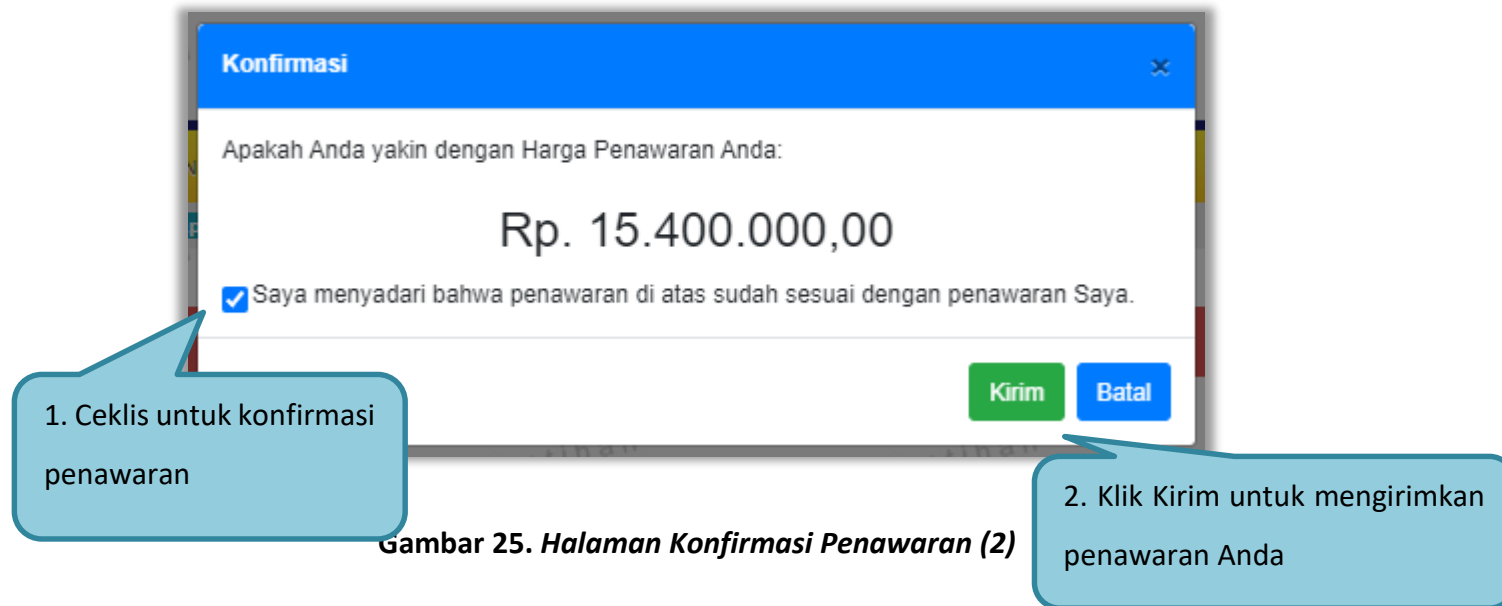 Konfirmasi ×
Apakah Anda yakin dengan Harga Penawaran Anda:
Rp. 15.400.000,00
Saya menyadari bahwa penawaran di atas sudah sesuai dengan penawaran Saya.
Kirim Batal
1. Ceklis untuk konfirmasi
penawaran
2. Klik Kirim untuk mengirimkan
penawaran Anda
Gambar 25. Halaman Konfirmasi Penawaran (2)